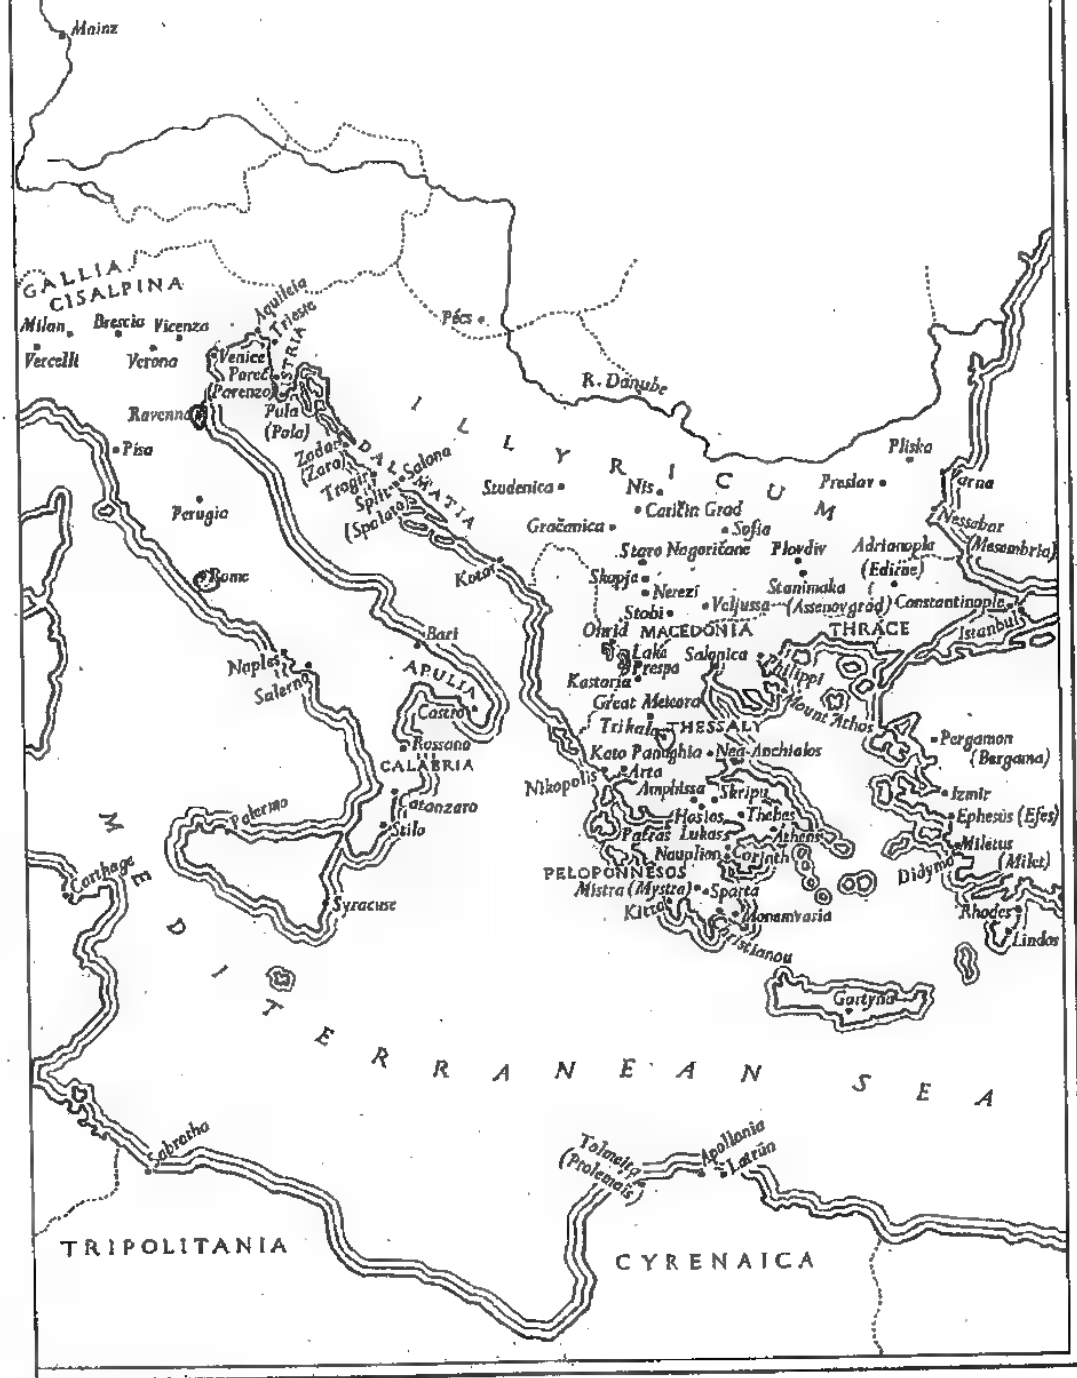 Mainz
GALLIA
CISALPINA
Milan
Brescia
Vicenza
Vercelli
Verona
Aquileia
Trieste
ISTRIA
Venice
Poreč
(Parenzo)
Pula
(Pola)
Ravenna
Pisa
Perugia
Rome
Zadar
(Zara)
Trogir
Split
(Spalato)
Salona
DALMATIA
Kotor
Pécs
R. Danube
ILLYRICUM
Studenica
Nis
Pliska
Preslav
Varna
Caričin Grad
Gračanica
Sofia
Nessabar
(Mesembria)
Staro Nagoričane
Plovdiv
Adrianople
(Edirne)
Skopje
Nerezi
Stanimaka
(Assenovgrad)
Stobi
Veljussa
Constantinople
Istanbul
Ohrid
MACEDONIA
THRACE
Laka
Prespa
Salonica
Philippi
Kastoria
Mount Athos
Great Meteora
Trikala
THESSALY
Pergamon
(Bergama)
Kato Panaghia
Nea-Anchialos
Nikopolis
Arta
Amphissa
Skripu
Izmir
Hosios
Lukas
Thebes
Ephesus (Efes)
Patras
Athens
Nauplion
Corinth
Miletus
(Milet)
Didyma
PELOPONNESOS
Mistra (Mystra)
Sparta
Kitta
Monemvasia
Christianou
Rhodes
Lindos
Gortyna
Bari
APULIA
Naples
Salerno
Castro
Rossano
CALABRIA
Catanzaro
Stilo
Palermo
Syracuse
Carthage
MEDITERRANEAN SEA
Sabratha
Tolmeita
(Ptolemais)
Apollonia
Latrūn
TRIPOLITANIA
CYRENAICA